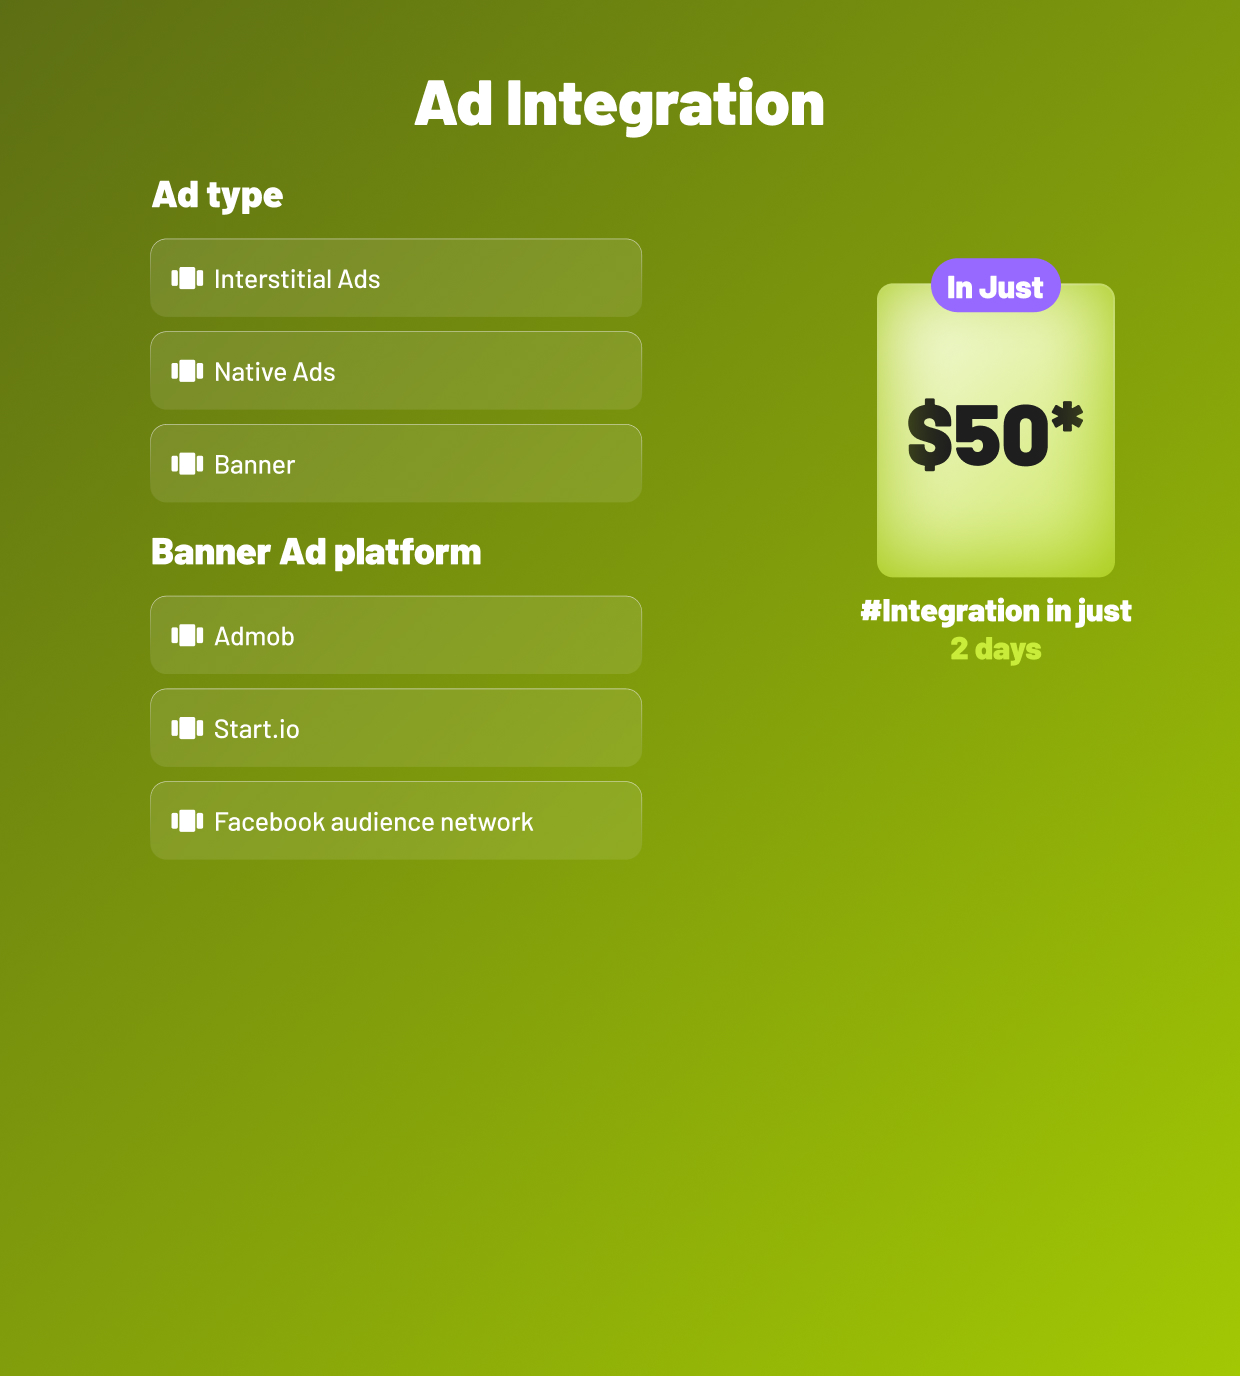 Ad Integration
Ad type
Interstitial Ads
Native Ads
Banner
Banner Ad platform
Admob
Start.io
Facebook audience network
In Just
$50*
#Integration in just
2 days